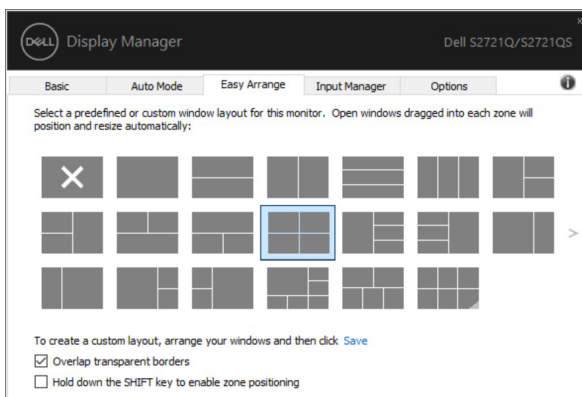 DELL Display Manager
Dell S2721Q/S2721QS
Basic
Auto Mode
Easy Arrange
Input Manager
Options
Select a predefined or custom window layout for this monitor. Open windows dragged into each zone will
position and resize automatically:
To create a custom layout, arrange your windows and then click Save
Overlap transparent borders
Hold down the SHIFT key to enable zone positioning